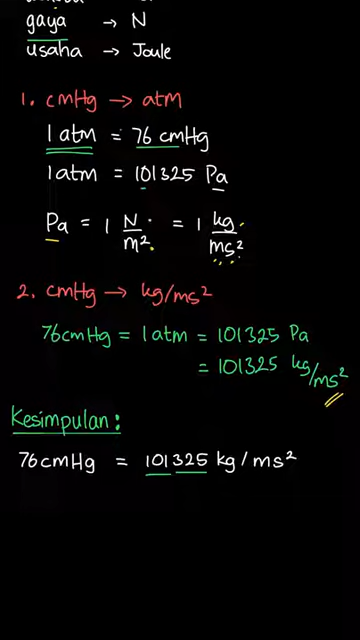 gaya → N
usaha → Joule
1. cmHg → atm
1 atm = 76 cmHg
1 atm = 101325 Pa
Pa = 1 N/m² = 1 kg/ms²
2. cmHg → kg/ms²
76cmHg = 1 atm = 101325 Pa
= 101325 kg/ms²
Kesimpulan:
76cmHg = 101325 kg/ms²